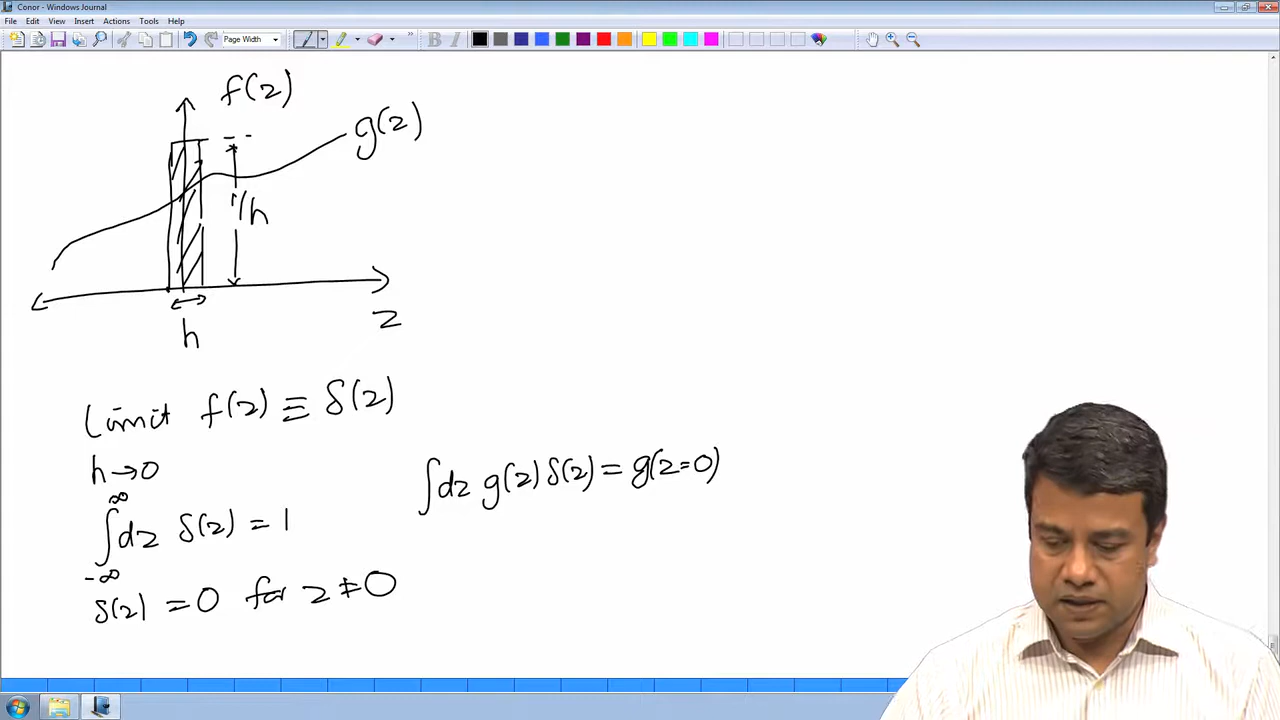 Conor - Windows Journal
File Edit View Insert Actions Tools Help
Page Width
B I
f(z)
g(z)
1/h
z
h
Limit f(z) ≡ δ(z)
h→0
∫dz g(z) δ(z) = g(z=0)
∞
∫dz δ(z) = 1
-∞
δ(z) = 0 for z ≠ 0